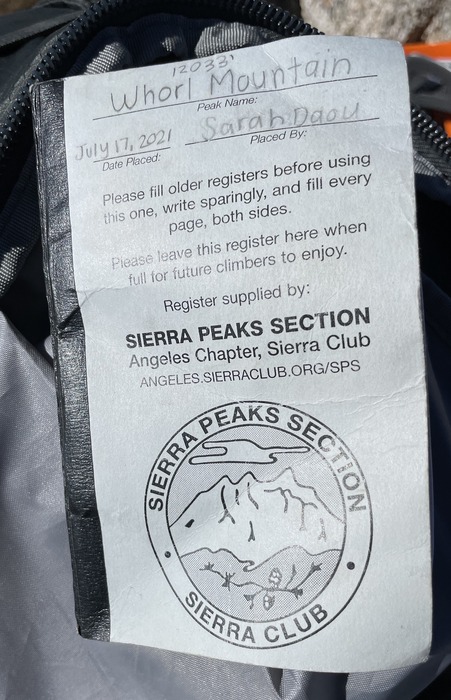 12033'
Whorl Mountain
Peak Name:
July 17, 2021
Sarah Daou
Date Placed:
Placed By:
Please fill older registers before using
this one, write sparingly, and fill every
page, both sides.
Please leave this register here when
full for future climbers to enjoy.
Register supplied by:
SIERRA PEAKS SECTION
Angeles Chapter, Sierra Club
ANGELES.SIERRACLUB.ORG/SPS
SIERRA PEAKS SECTION
SIERRA CLUB